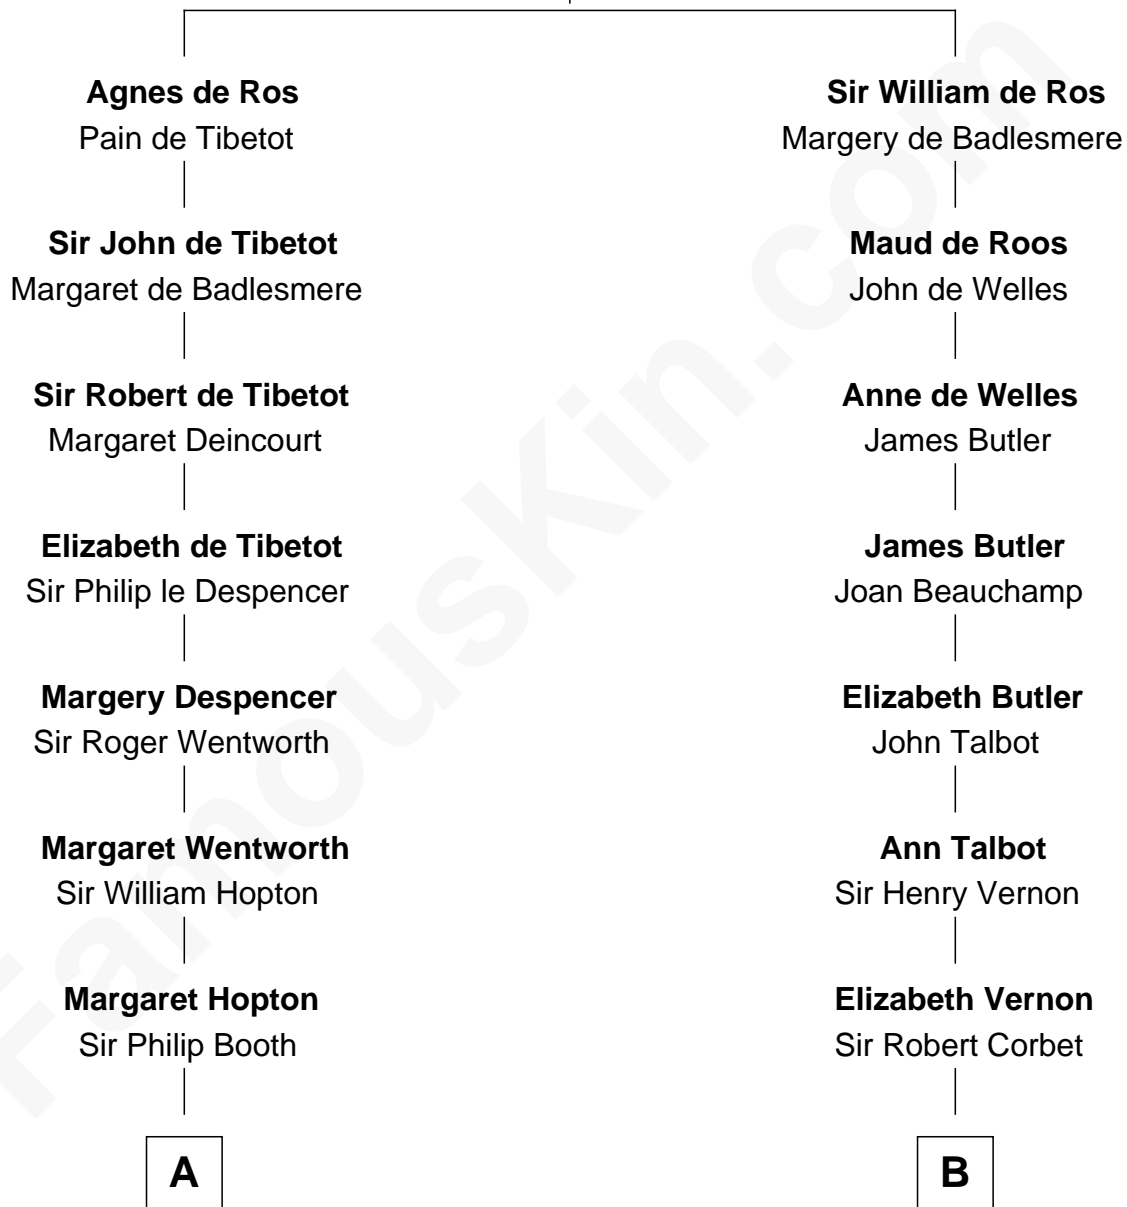 Agnes de Ros
Pain de Tibetot
Sir John de Tibetot
Margaret de Badlesmere
Sir Robert de Tibetot
Margaret Deincourt
Elizabeth de Tibetot
Sir Philip le Despencer
Margery Despencer
Sir Roger Wentworth
Margaret Wentworth
Sir William Hopton
Margaret Hopton
Sir Philip Booth
A
Sir William de Ros
Margery de Badlesmere
Maud de Roos
John de Welles
Anne de Welles
James Butler
James Butler
Joan Beauchamp
Elizabeth Butler
John Talbot
Ann Talbot
Sir Henry Vernon
Elizabeth Vernon
Sir Robert Corbet
B
FamousKin.com